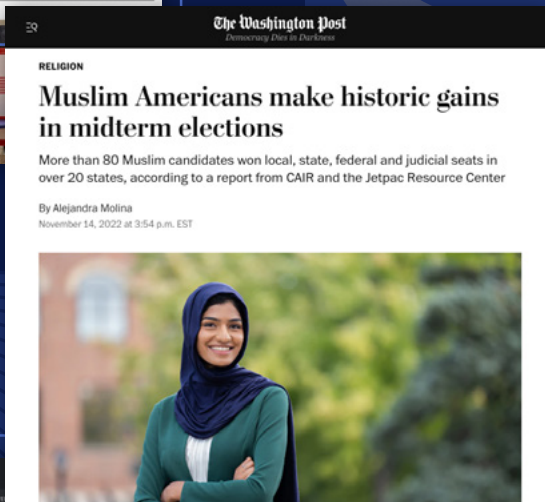 The Washington Post
Democracy Dies in Darkness
RELIGION
Muslim Americans make historic gains
in midterm elections
More than 80 Muslim candidates won local, state, federal and judicial seats in
over 20 states, according to a report from CAIR and the Jetpac Resource Center
By Alejandra Molina
November 14, 2022 at 3:54 p.m. EST